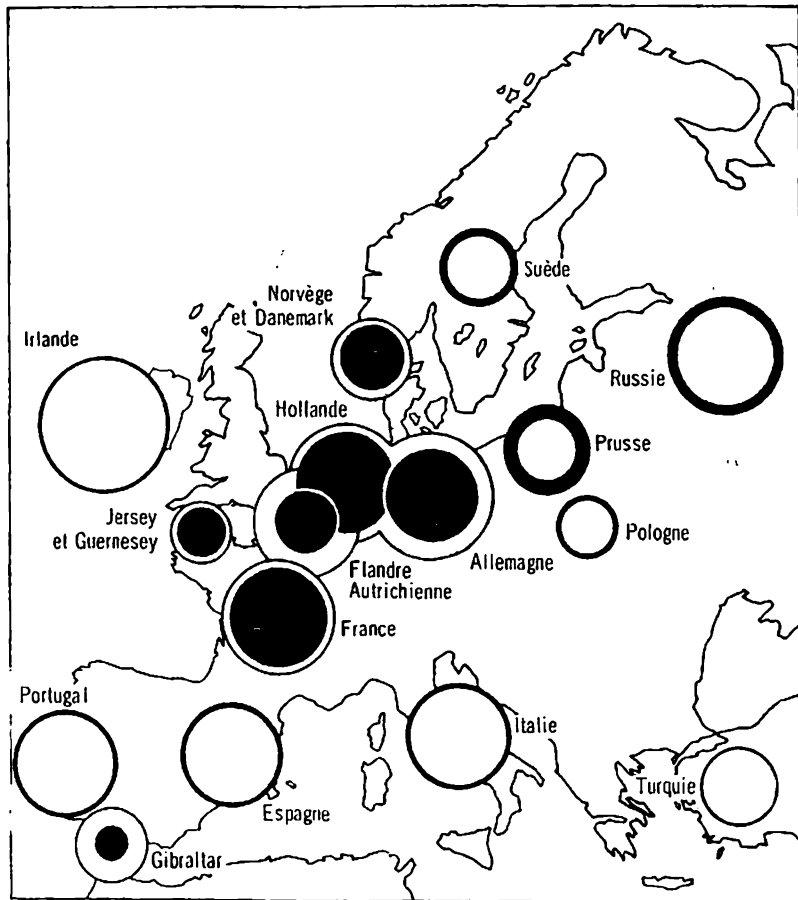 Suède
Norvège
et Danemark
Irlande
Russie
Hollande
Prusse
Jersey
et Guernesey
Pologne
Allemagne
Flandre
Autrichienne
France
Portugal
Italie
Turquie
Espagne
Gibraltar